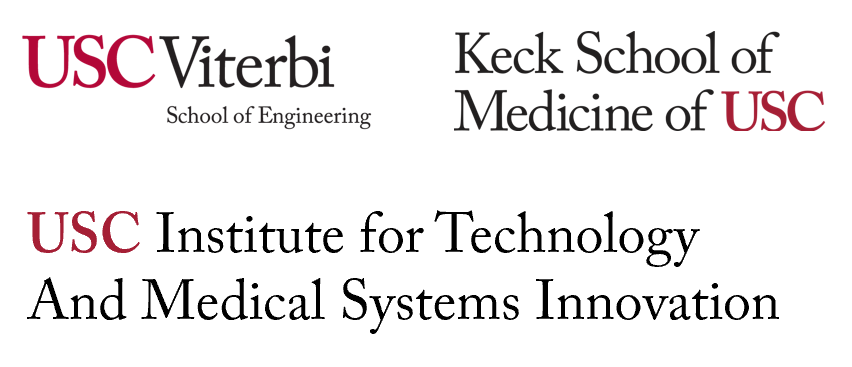 USC Viterbi
School of Engineering
Keck School of
Medicine of USC
USC Institute for Technology
And Medical Systems Innovation